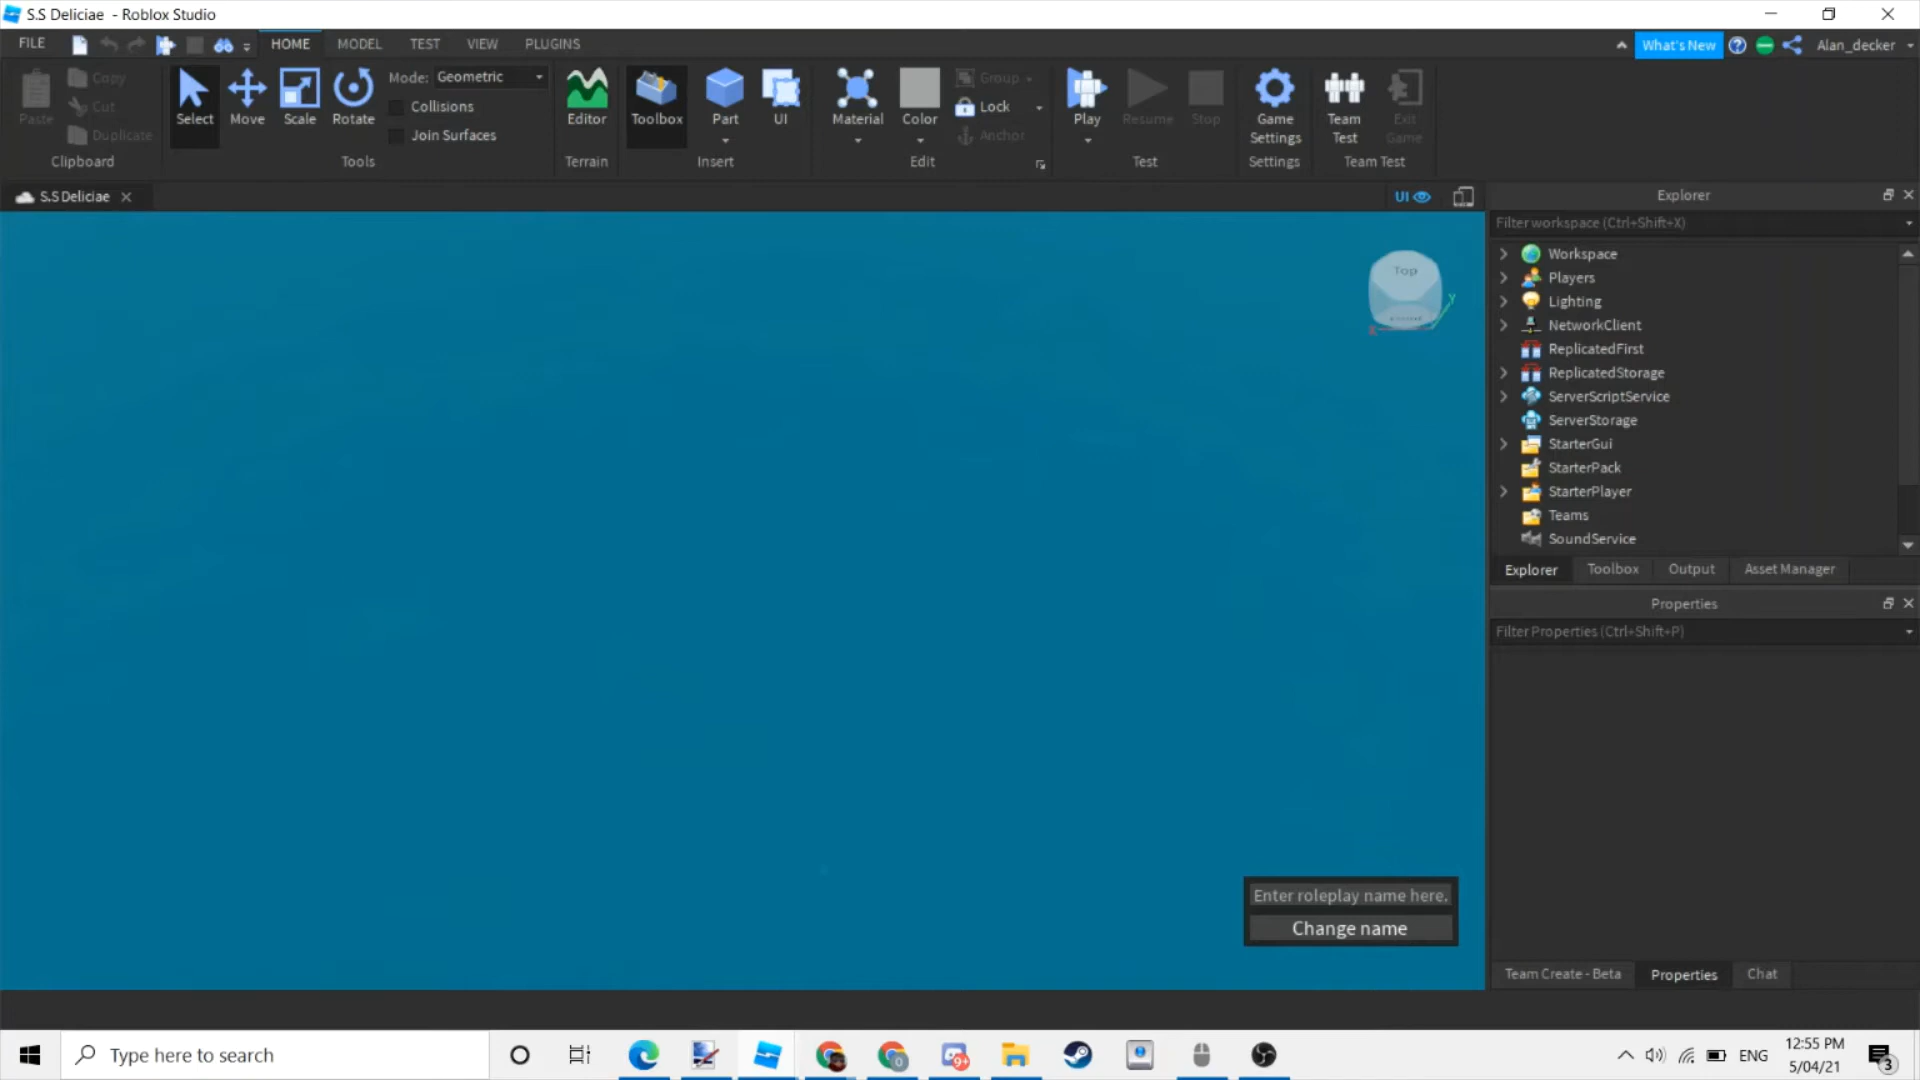 S.S Deliciae - Roblox Studio
FILE
HOME
MODEL
TEST
VIEW
PLUGINS
What's New
Alan_decker
Paste
Copy
Cut
Duplicate
Clipboard
Select
Move
Scale
Rotate
Mode: Geometric
Collisions
Join Surfaces
Tools
Editor
Terrain
Toolbox
Part
UI
Insert
Material
Color
Group
Lock
Anchor
Edit
Play
Resume
Stop
Test
Game
Settings
Settings
Team
Test
Exit
Game
Team Test
S.S Deliciae
UI
Top
Explorer
Filter workspace (Ctrl+Shift+X)
Workspace
Players
Lighting
NetworkClient
ReplicatedFirst
ReplicatedStorage
ServerScriptService
ServerStorage
StarterGui
StarterPack
StarterPlayer
Teams
SoundService
Explorer
Toolbox
Output
Asset Manager
Properties
Filter Properties (Ctrl+Shift+P)
Enter roleplay name here.
Change name
Team Create - Beta
Properties
Chat
Type here to search
9+
ENG
12:55 PM
5/04/21
3